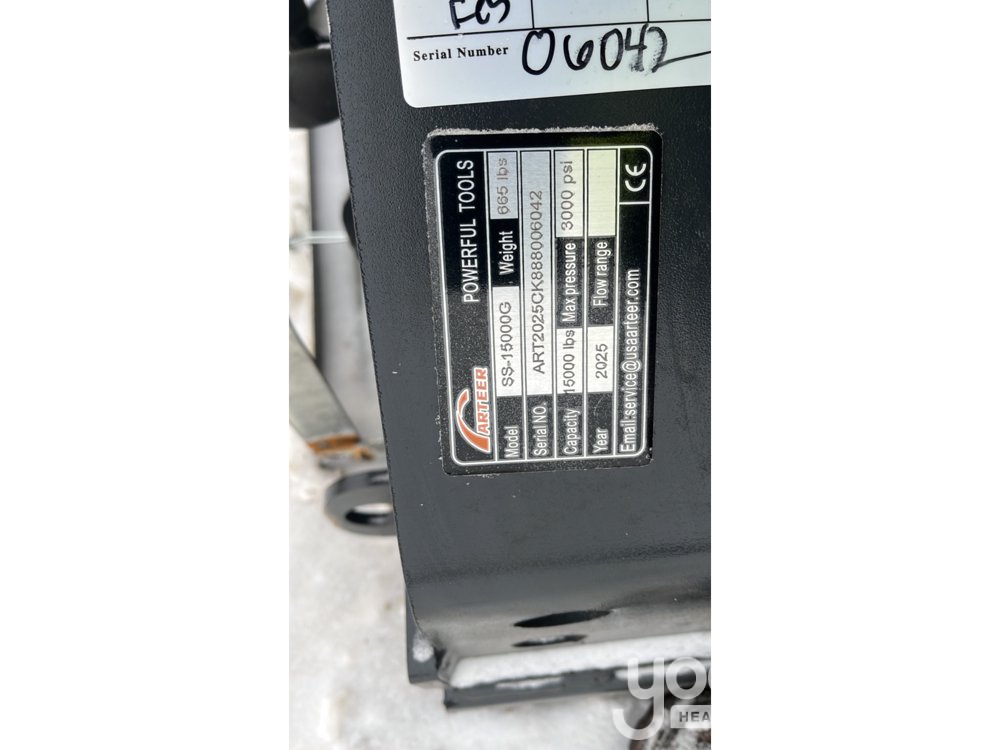 Serial Number 06042
POWERFUL TOOLS
ARTEER
Model SS-15000G Weight 665 lbs
Serial NO. ART2025CK888006042
Capacity 15000 lbs Max pressure 3000 psi
Year 2025 Flow range
Email:service@usaarteer.com CE